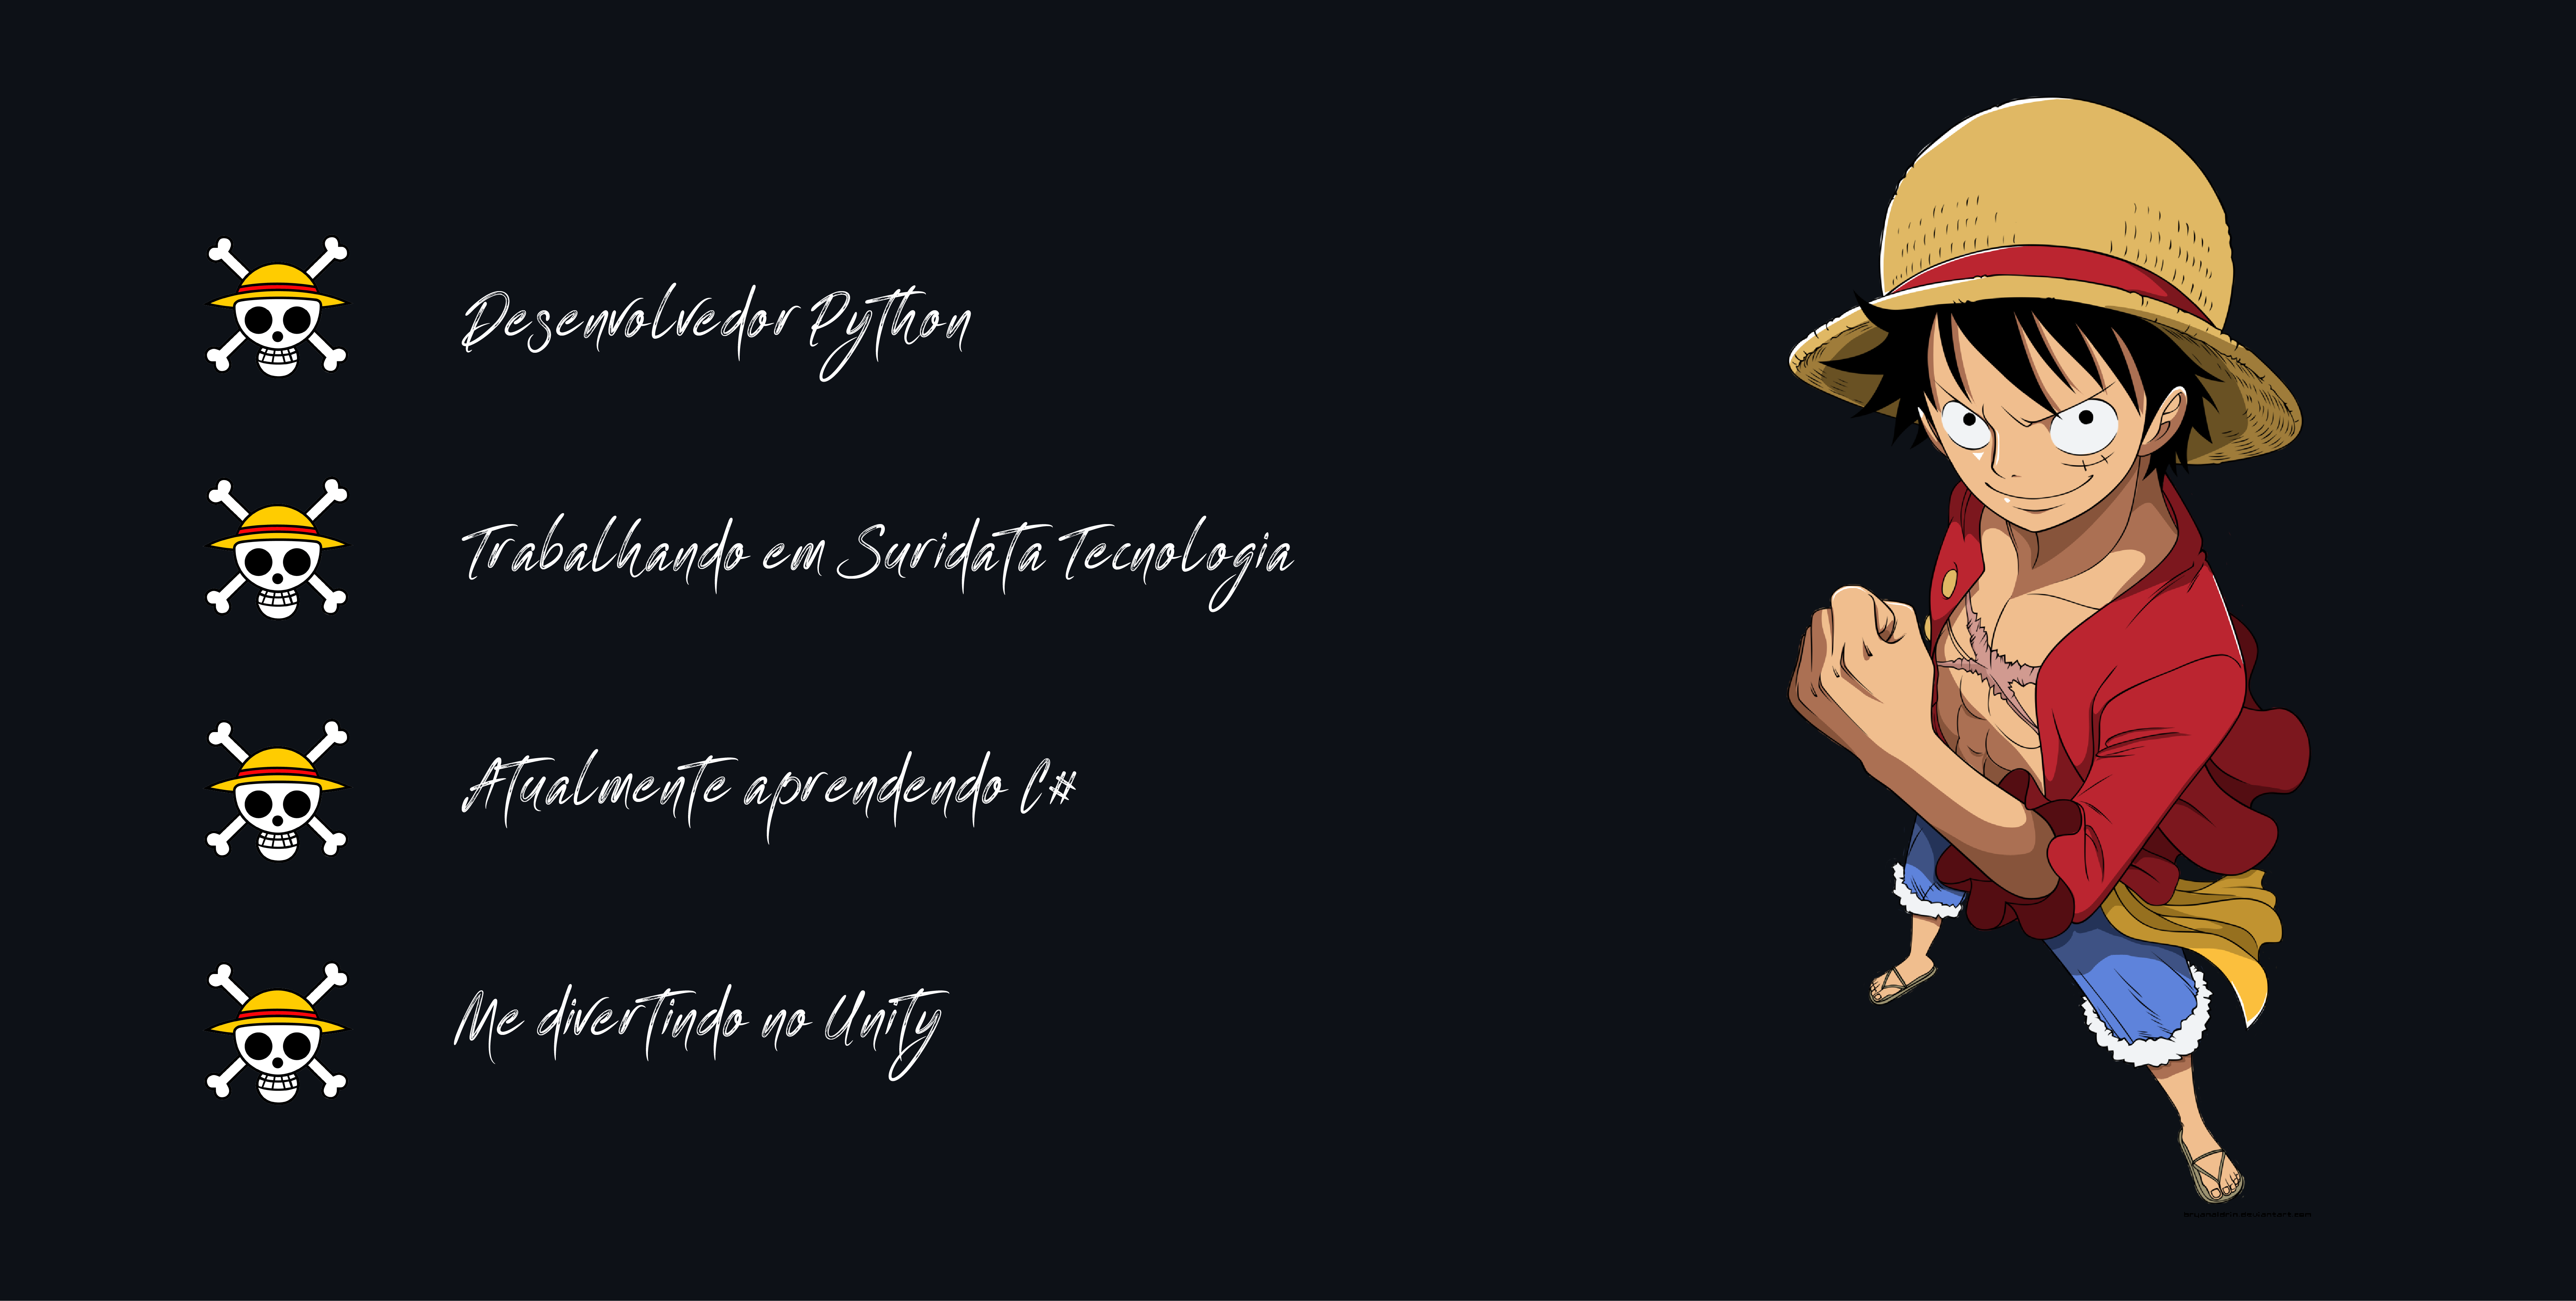 Desenvolvedor Python
Trabalhando em Suridata Tecnologia
Atualmente aprendendo C#
Me divertindo no Unity